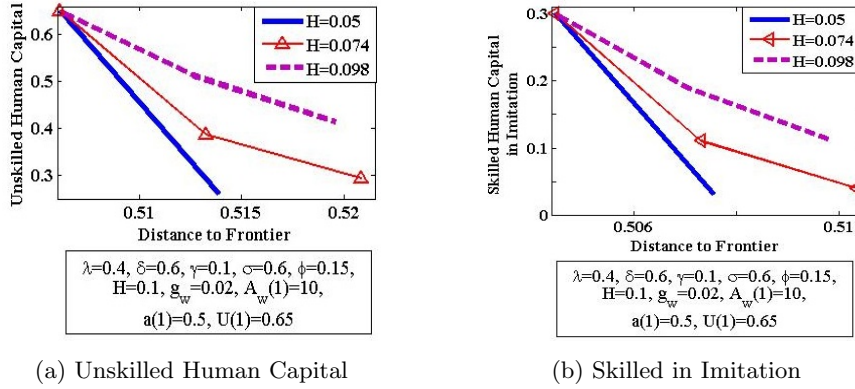 0.6
0.5
0.4
0.3
Unskilled Human Capital
H=0.05
H=0.074
H=0.098
0.51 0.515 0.52
Distance to Frontier
λ=0.4, δ=0.6, γ=0.1, σ=0.6, ϕ=0.15,
H=0.1, g_w=0.02, A_w(1)=10,
a(1)=0.5, U(1)=0.65
(a) Unskilled Human Capital
0.3
0.2
0.1
0
Skilled Human Capital
in Imitation
H=0.05
H=0.074
H=0.098
0.506 0.51
Distance to Frontier
λ=0.4, δ=0.6, γ=0.1, σ=0.6, ϕ=0.15,
H=0.1, g_w=0.02, A_w(1)=10,
a(1)=0.5, U(1)=0.65
(b) Skilled in Imitation